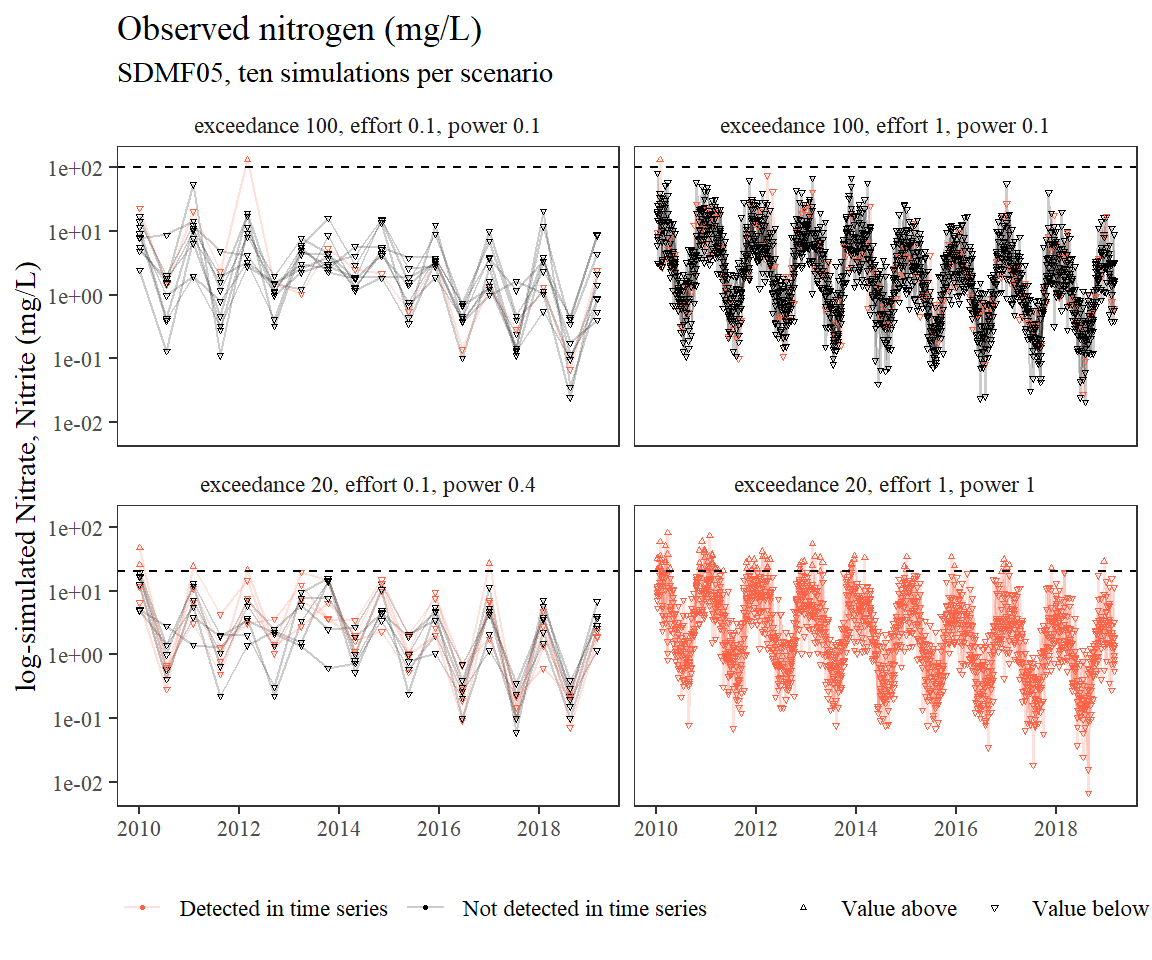 Observed nitrogen (mg/L)
SDMF05, ten simulations per scenario
exceedance 100, effort 0.1, power 0.1
exceedance 100, effort 1, power 0.1
log-simulated Nitrate, Nitrite (mg/L)
1e+02
1e+01
1e+00
1e-01
1e-02
exceedance 20, effort 0.1, power 0.4
exceedance 20, effort 1, power 1
1e+02
1e+01
1e+00
1e-01
1e-02
2010 2012 2014 2016 2018
2010 2012 2014 2016 2018
Detected in time series Not detected in time series Value above Value below